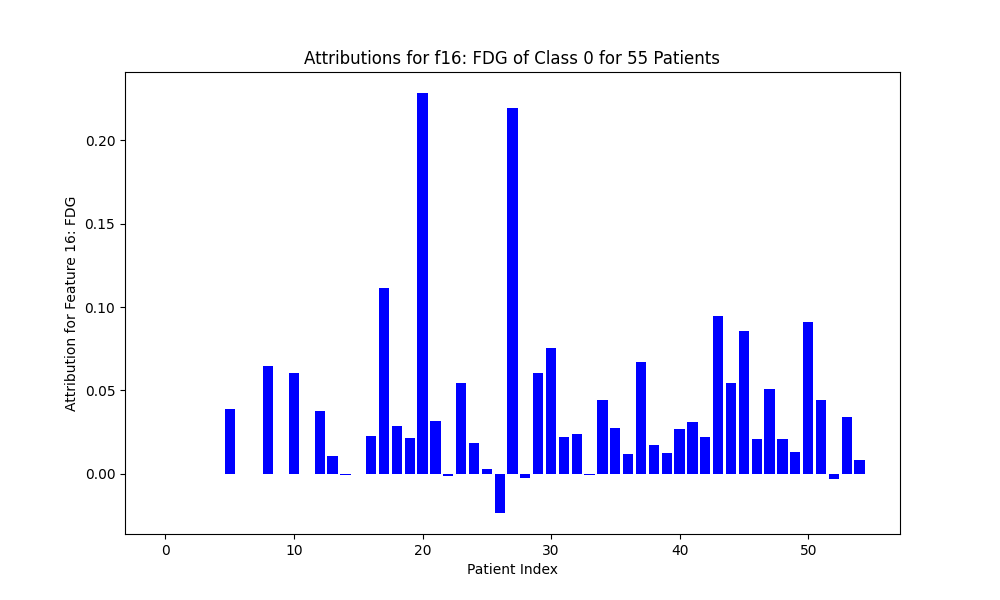 Attributions for f16: FDG of Class 0 for 55 Patients
Attribution for Feature 16: FDG
0.20
0.15
0.10
0.05
0.00
0 10 20 30 40 50
Patient Index